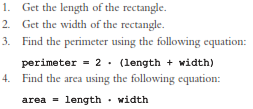 1. Get the length of the rectangle.
2. Get the width of the rectangle.
3. Find the perimeter using the following equation:
perimeter = 2 · (length + width)
4. Find the area using the following equation:
area = length · width